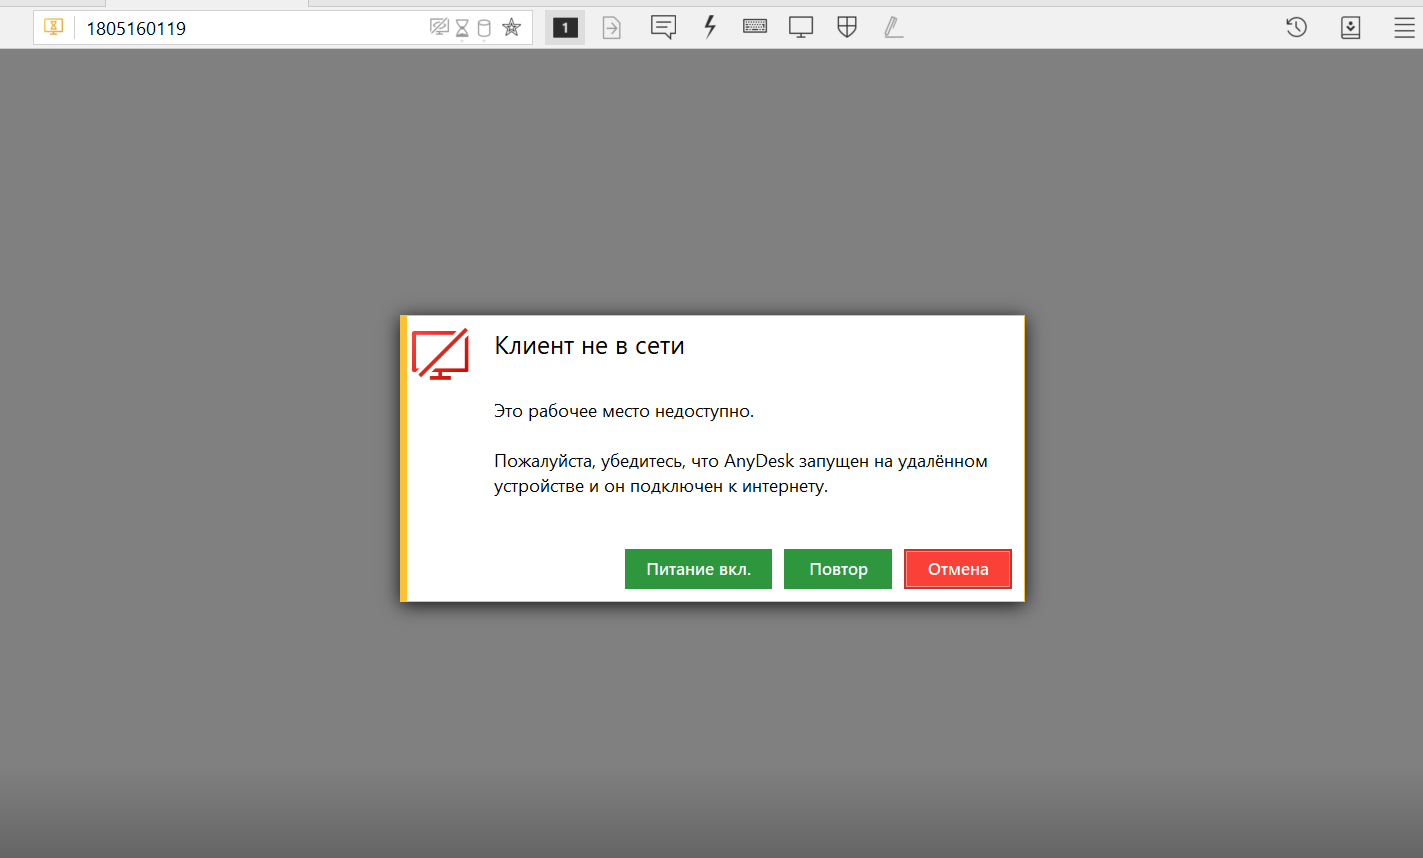 1805160119
1
Клиент не в сети
Это рабочее место недоступно.
Пожалуйста, убедитесь, что AnyDesk запущен на удалённом
устройстве и он подключен к интернету.
Питание вкл. Повтор Отмена